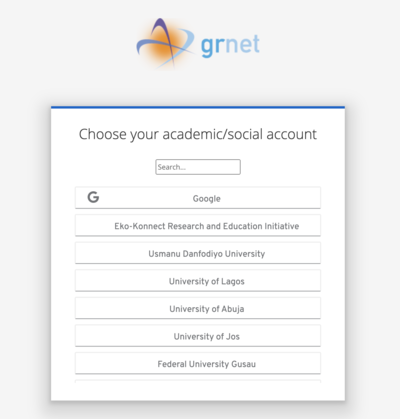 grnet
Choose your academic/social account
Search...
Google
Eko-Konnect Research and Education Initiative
Usmanu Danfodiyo University
University of Lagos
University of Abuja
University of Jos
Federal University Gusau